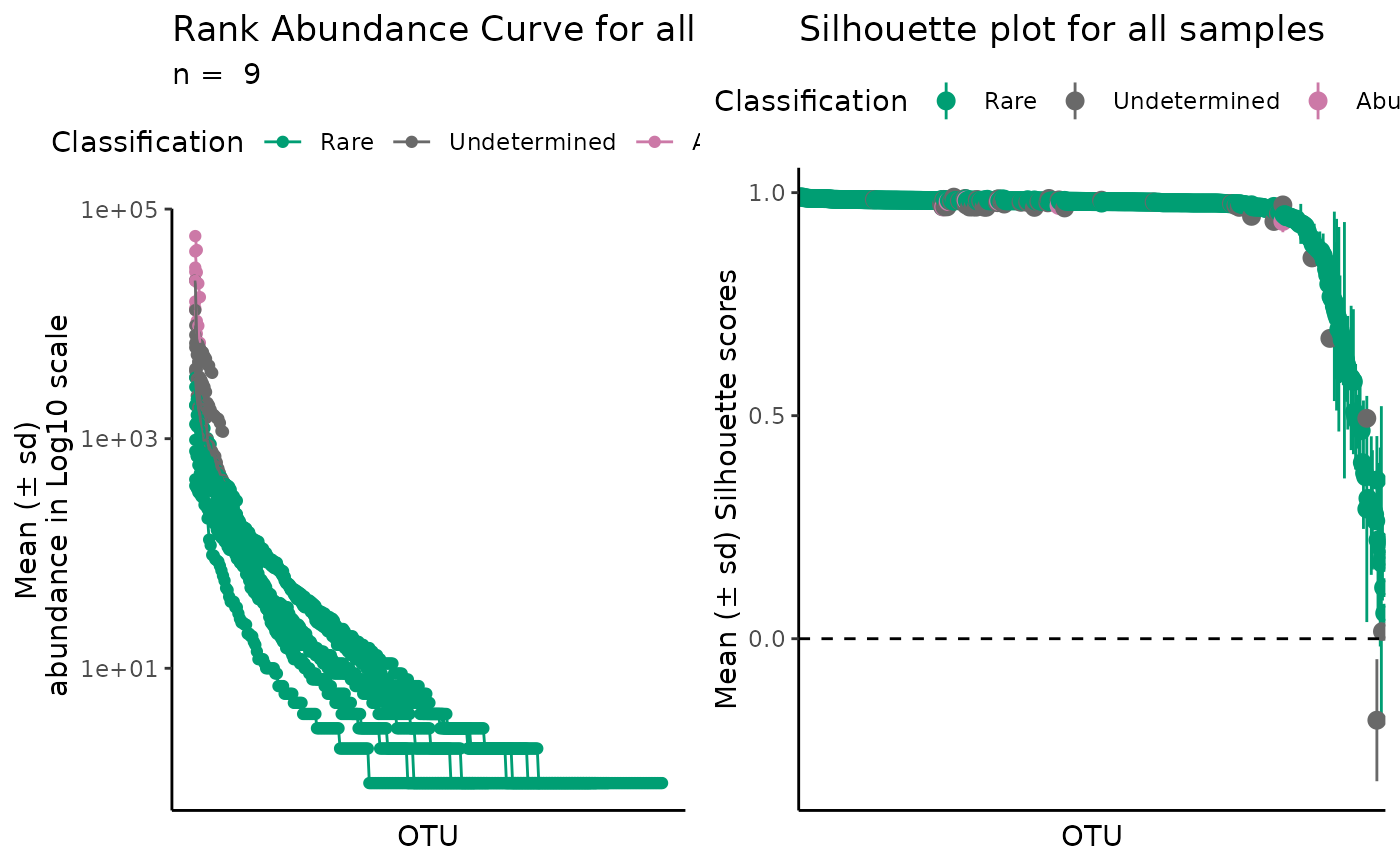 Rank Abundance Curve for all
n = 9
Classification Rare Undetermined
1e+05
1e+03
1e+01
Mean (± sd)
abundance in Log10 scale
OTU
Silhouette plot for all samples
Classification Rare Undetermined Abu
1.0
0.5
0.0
Mean (± sd) Silhouette scores
OTU